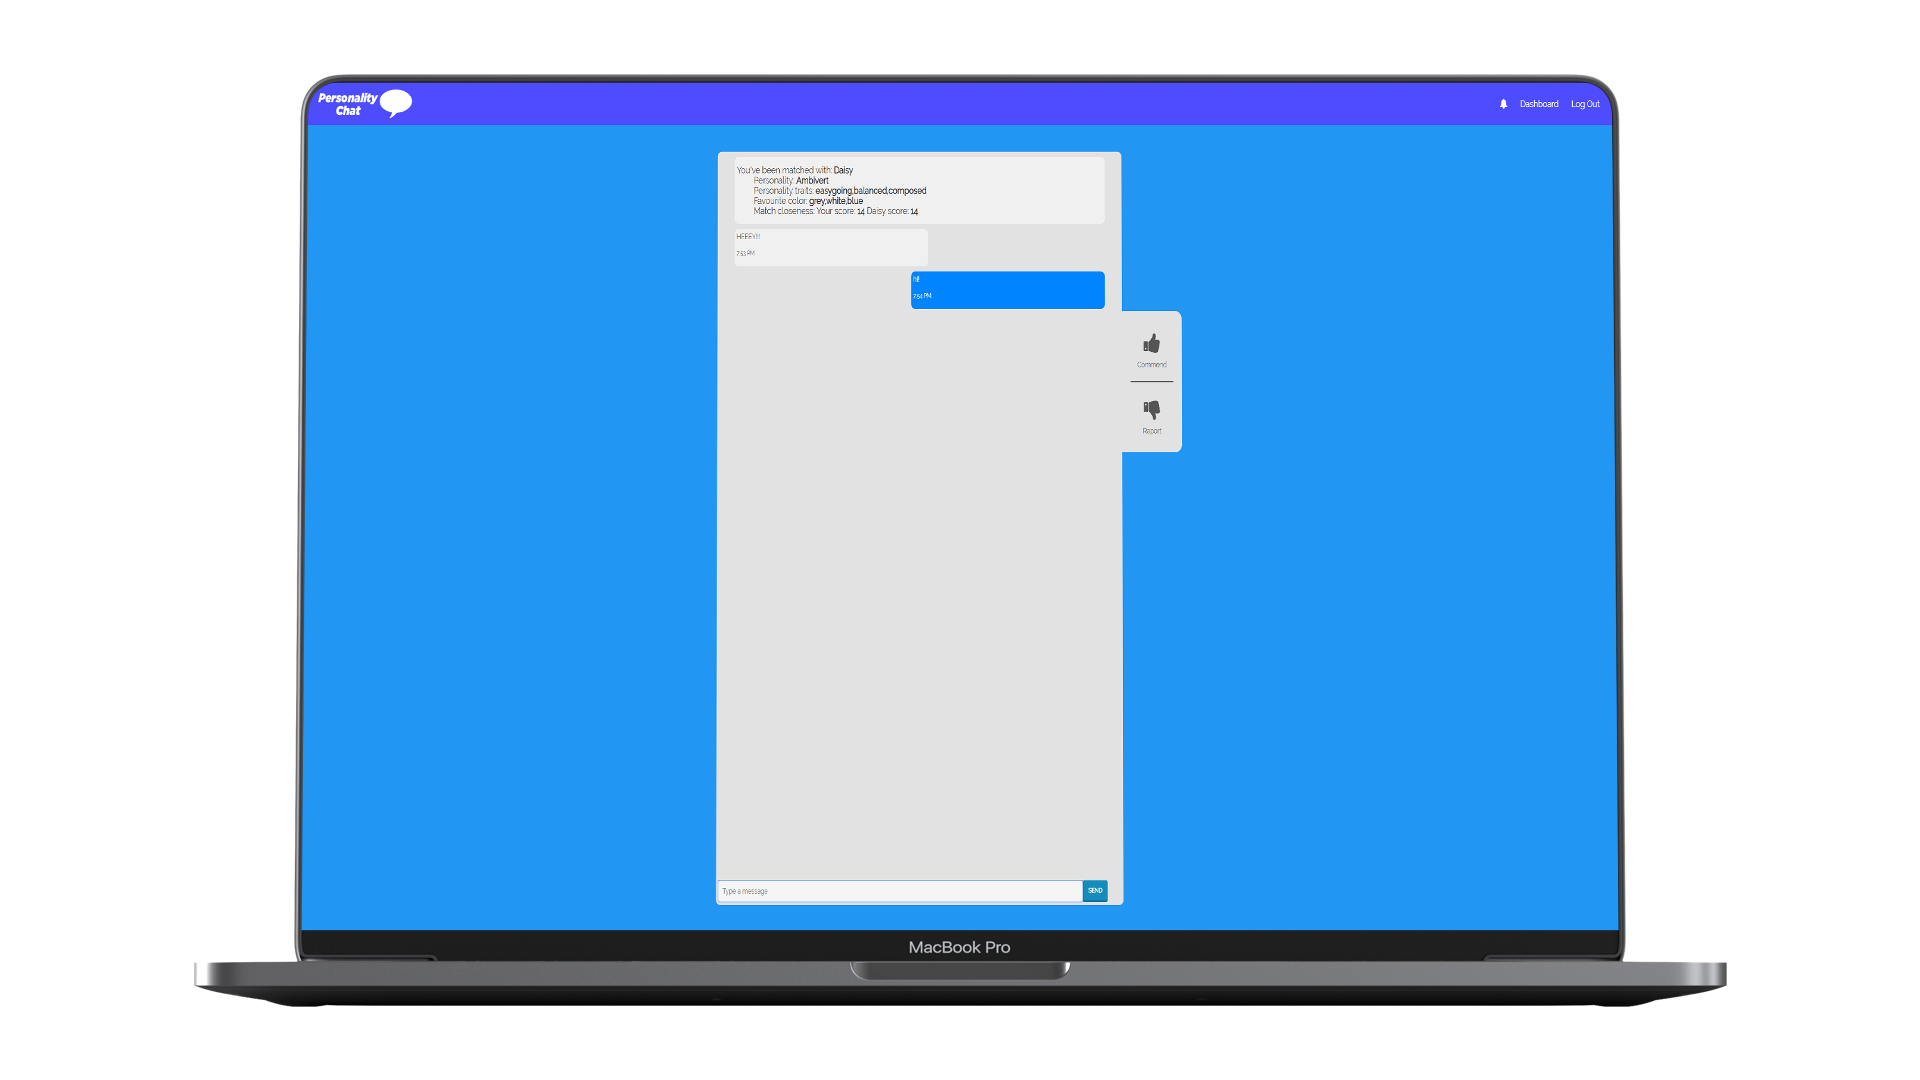 Personality
Chat
Dashboard
Log Out
You've been matched with: Daisy
Personality: Ambivert
Personality traits: easygoing,balanced,composed
Favourite color: grey,white,blue
Match closeness: Your score: 14 Daisy score: 14
HEEEY!!!
7:53 PM
hi!
7:54 PM
Commend
Report
Type a message
SEND
MacBook Pro